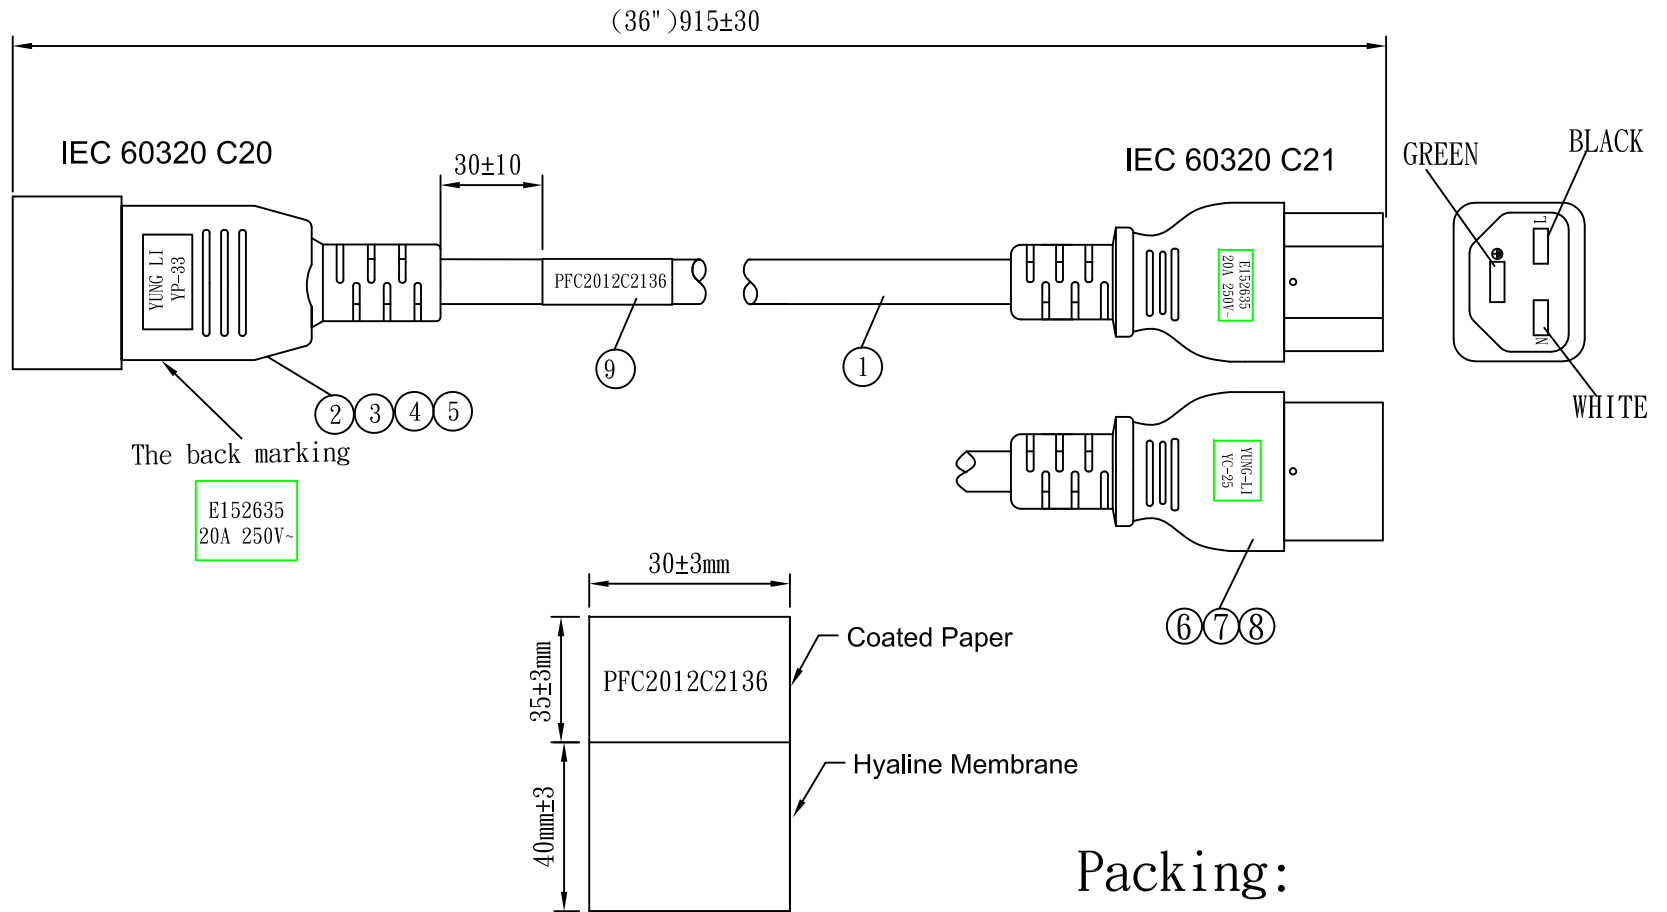 (36")915±30
IEC 60320 C20
30±10
IEC 60320 C21
GREEN
BLACK
YUNG LI
YP-33
PFC2012C2136
E152635
20A 250V~
L
N
9
1
2 3 4 5
WHITE
The back marking
E152635
20A 250V~
YUNG-LI
YC-25
6 7 8
30±3mm
35±3mm
PFC2012C2136
Coated Paper
40mm±3
Hyaline Membrane
Packing: